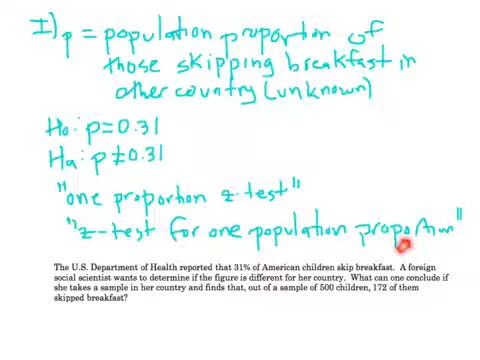 I) p = population proportion of
those skipping breakfast in
other country (unknown)
Ho: p=0.31
Ha: p≠0.31
"one proportion z-test"
"z-test for one population proportion"
The U.S. Department of Health reported that 31% of American children skip breakfast. A foreign
social scientist wants to determine if the figure is different for her country. What can one conclude if
she takes a sample in her country and finds that, out of a sample of 500 children, 172 of them
skipped breakfast?